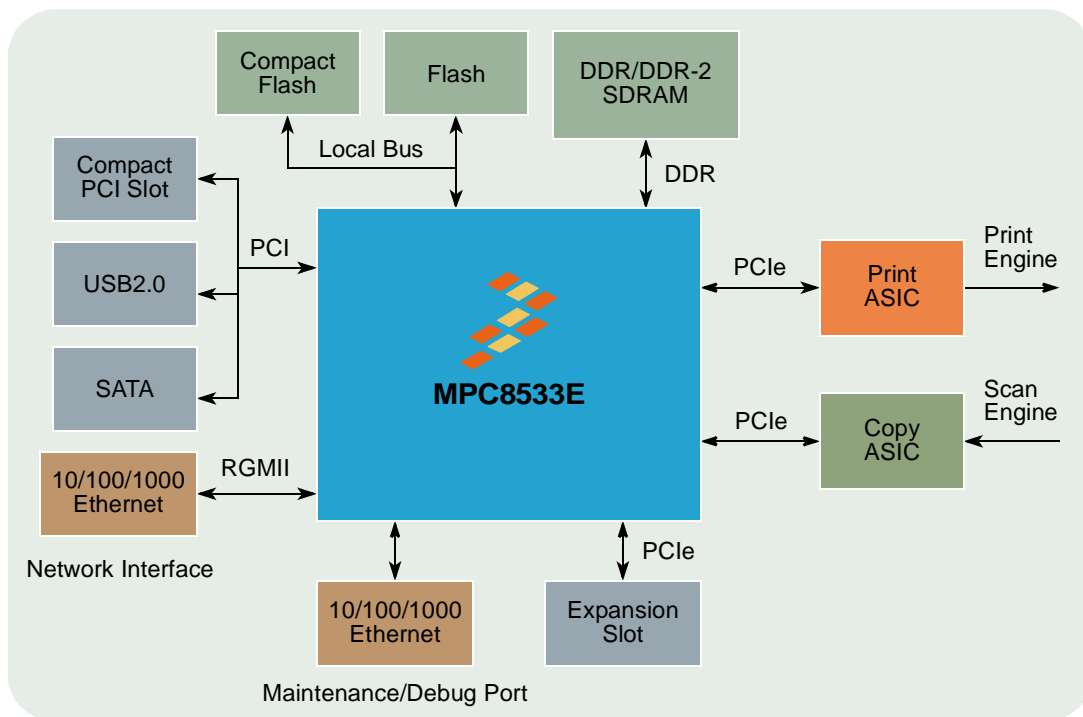 Compact
Flash
Flash
DDR/DDR-2
SDRAM
Local Bus
DDR
Compact
PCI Slot
PCI
USB2.0
SATA
10/100/1000
Ethernet
RGMII
Network Interface
MPC8533E
PCIe
Print
ASIC
Print
Engine
PCIe
Copy
ASIC
Scan
Engine
10/100/1000
Ethernet
Maintenance/Debug Port
PCIe
Expansion
Slot